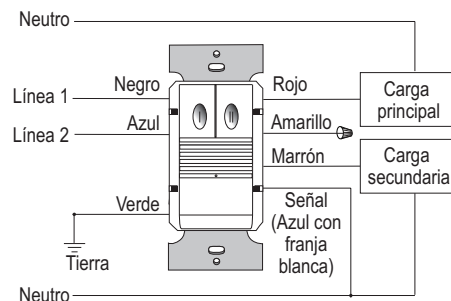 Neutro
Negro
Rojo
Línea 1
Carga
principal
Línea 2
Azul
Amarillo
I
II
Marrón
Carga
secundaria
Verde
Señal
(Azul con
franja
blanca)
Tierra
Neutro